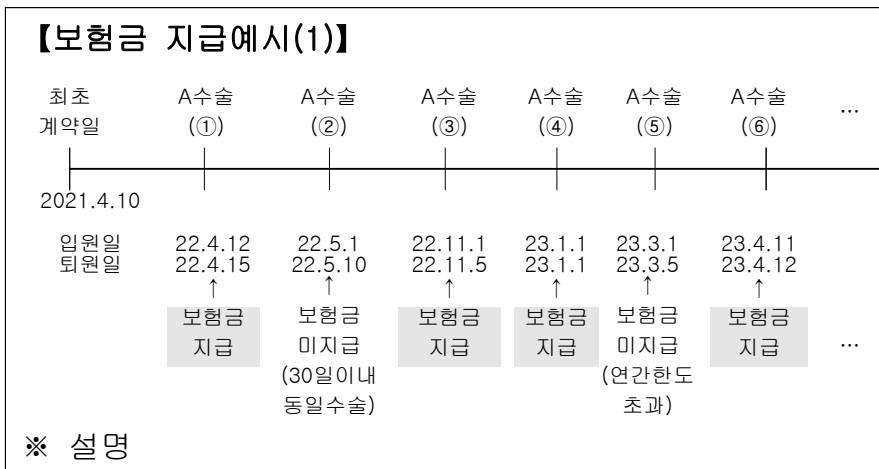 【보험금 지급예시(1)】
최초 A수술 A수술 A수술 A수술 A수술 A수술 …
계약일 (①) (②) (③) (④) (⑤) (⑥)
2021.4.10
입원일 22.4.12 22.5.1 22.11.1 23.1.1 23.3.1 23.4.11
퇴원일 22.4.15 22.5.10 22.11.5 23.1.1 23.3.5 23.4.12
↑ ↑ ↑ ↑ ↑ ↑
보험금 보험금 보험금 보험금 보험금 보험금
지급 미지급 지급 지급 미지급 지급 …
(30일이내 (연간한도
동일수술) 초과)
※ 설명